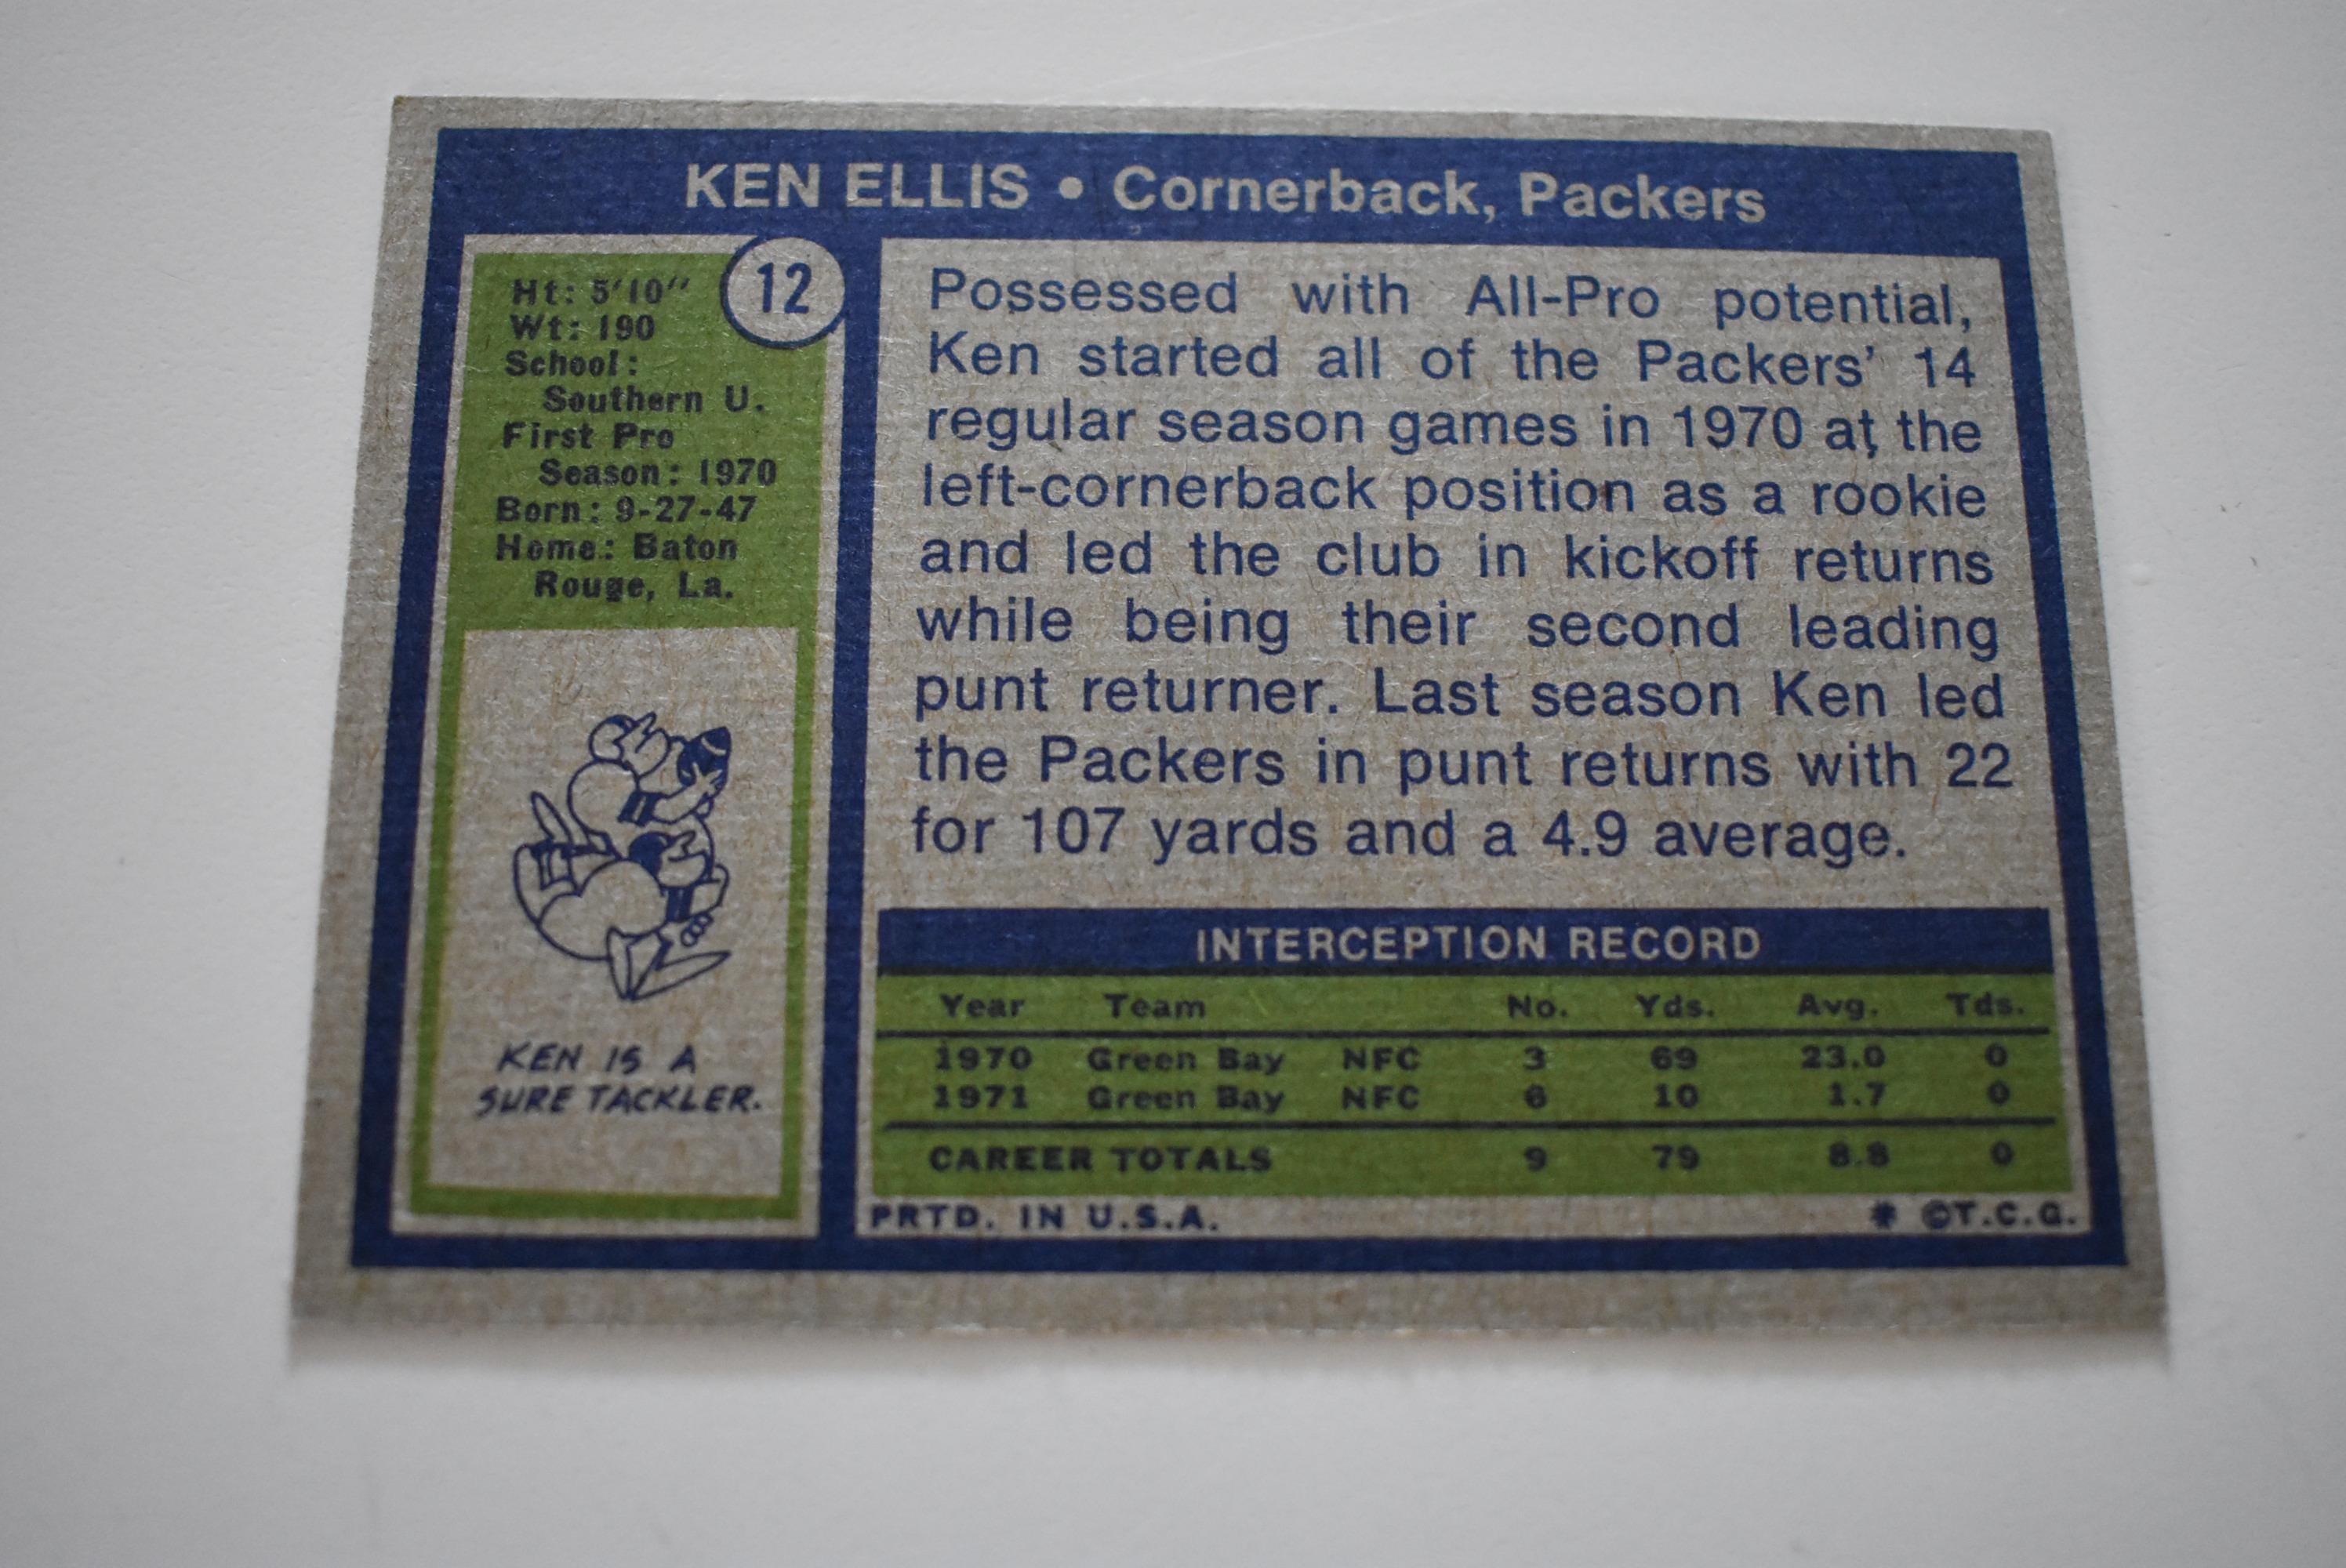 KEN ELLIS • Cornerback, Packers
12
Ht: 5'10"
Wt: 190
School:
Southern U.
First Pro
Season: 1970
Born: 9-27-47
Home: Baton
Rouge, La.
KEN IS A
SURE TACKLER.
Possessed with All-Pro potential,
Ken started all of the Packers' 14
regular season games in 1970 at the
left-cornerback position as a rookie
and led the club in kickoff returns
while being their second leading
punt returner. Last season Ken led
the Packers in punt returns with 22
for 107 yards and a 4.9 average.
INTERCEPTION RECORD
Year Team No. Yds. Avg. Tds.
1970 Green Bay NFC 3 69 23.0 0
1971 Green Bay NFC 6 10 1.7 0
CAREER TOTALS 9 79 8.8 0
PRTD. IN U.S.A. * ©T.C.G.